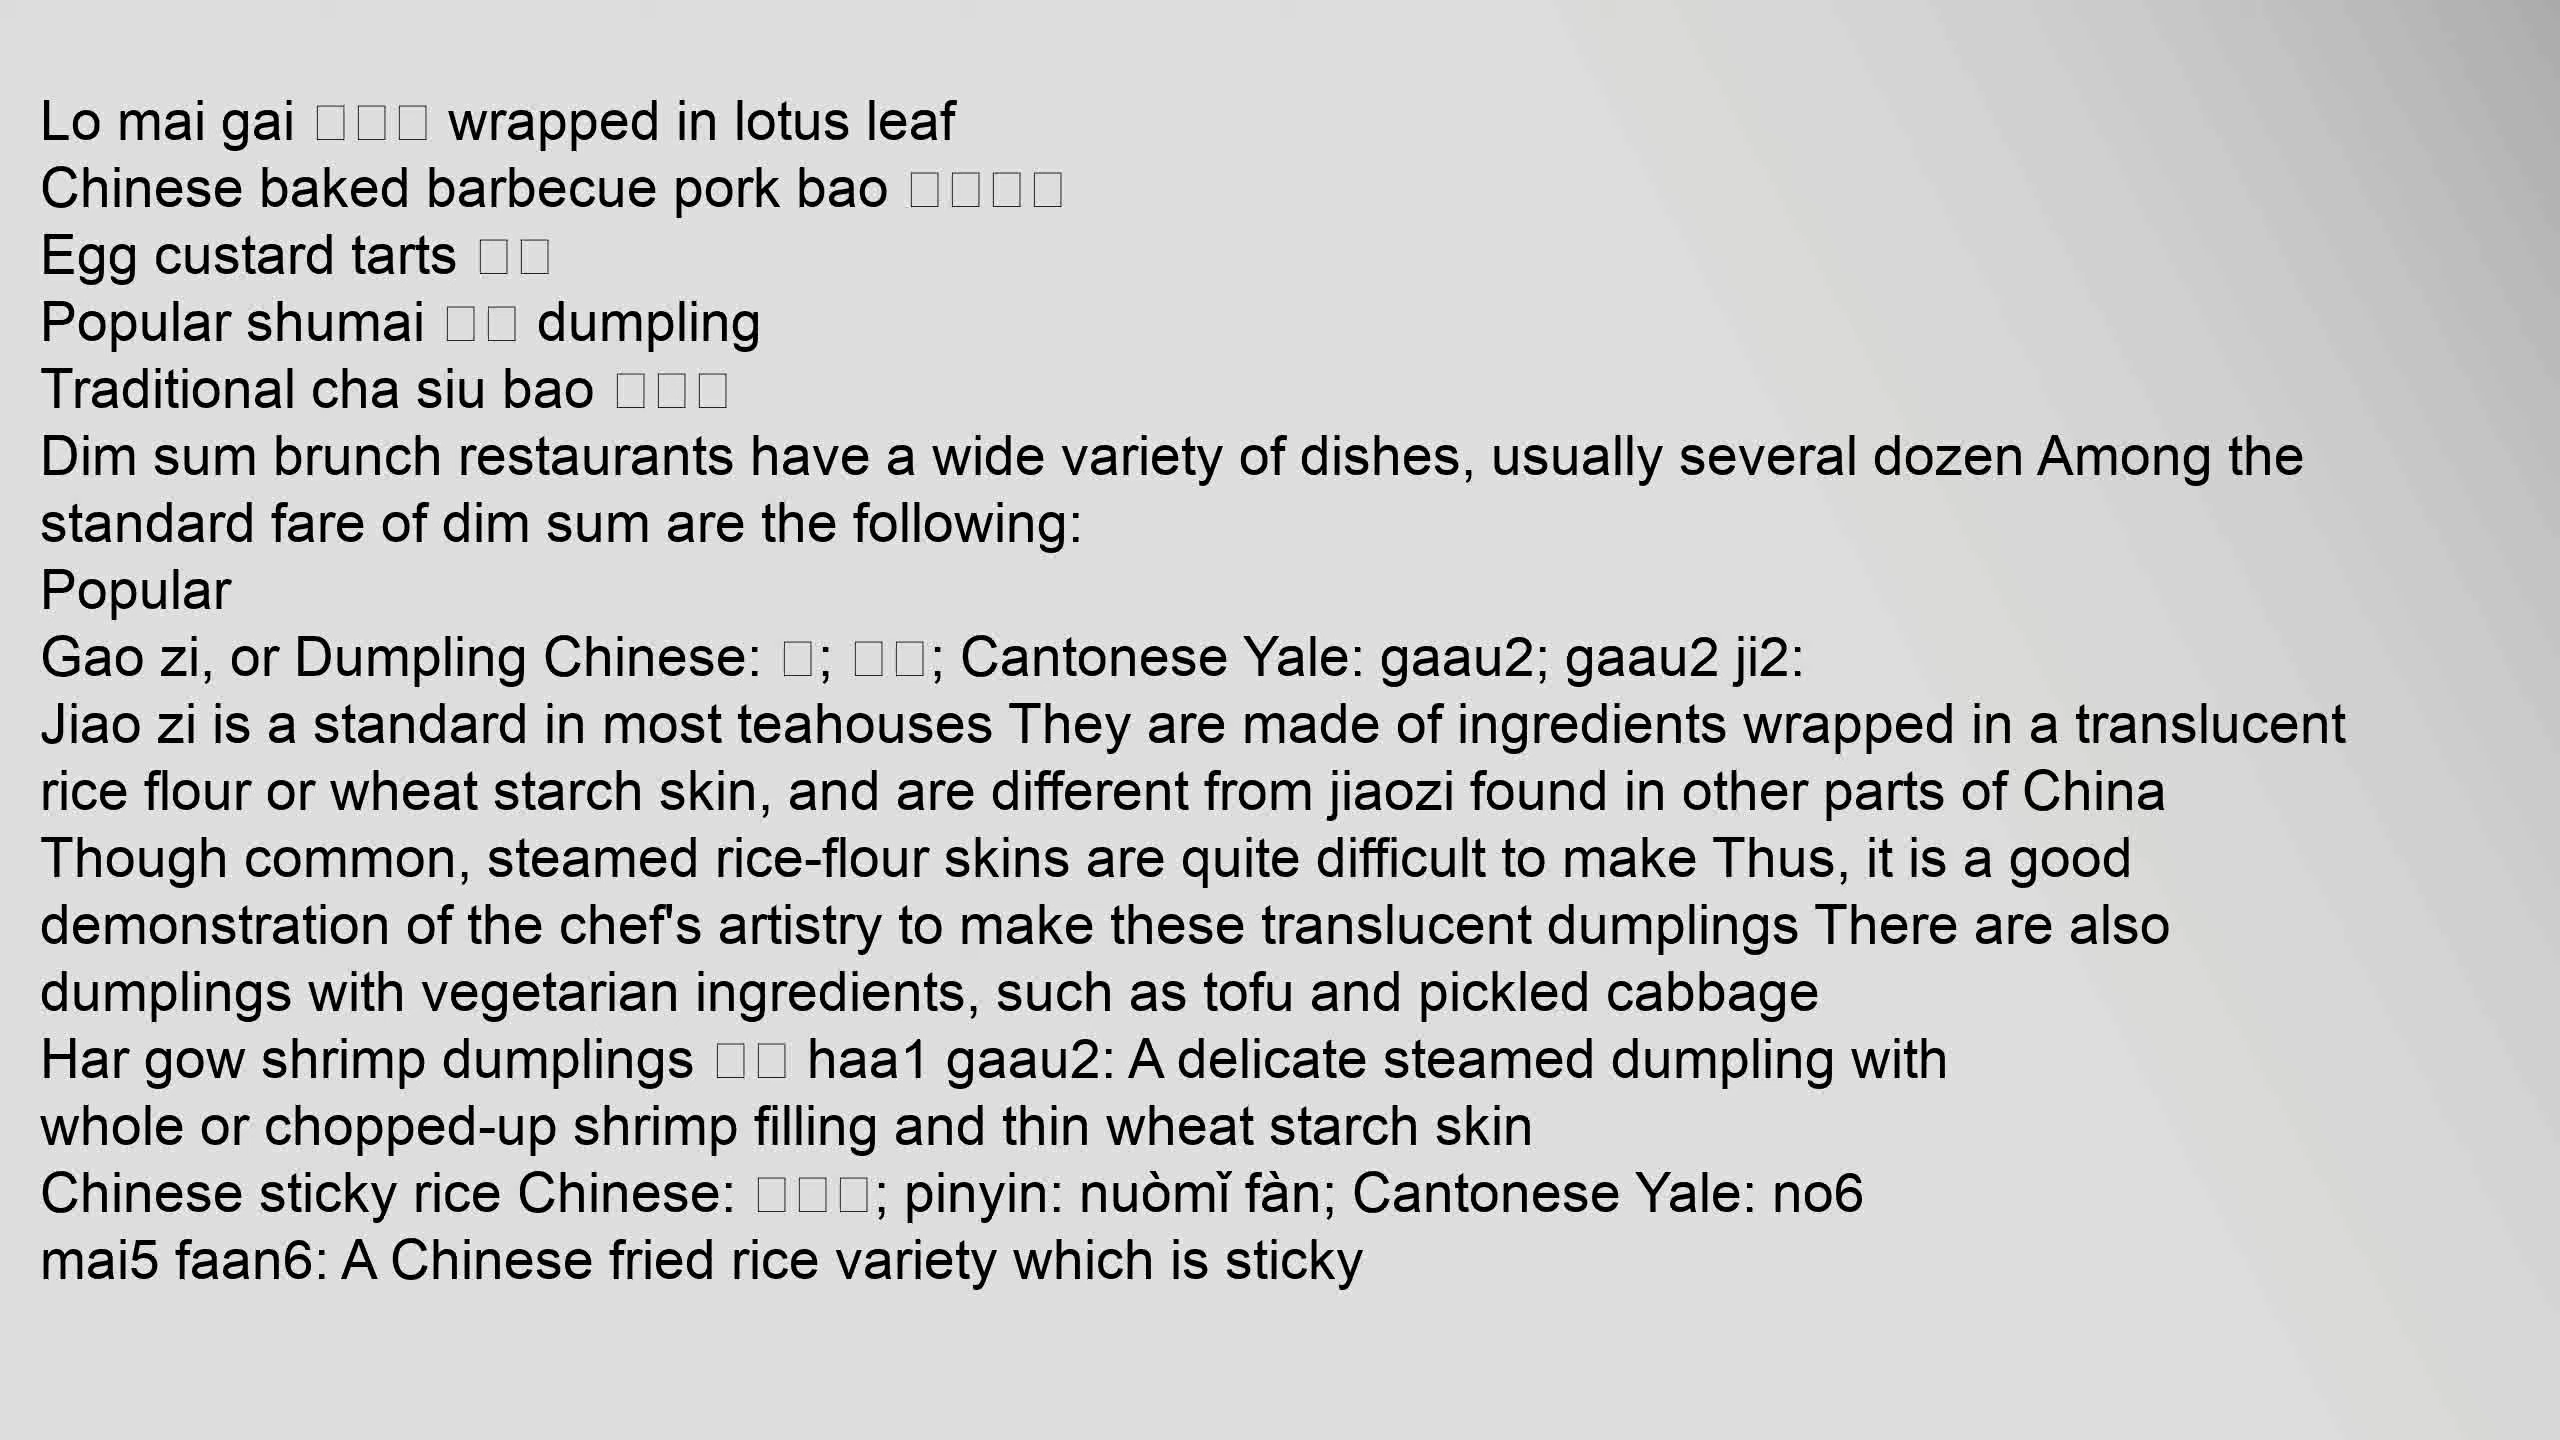 Lo mai gai □□□ wrapped in lotus leaf
Chinese baked barbecue pork bao □□□□
Egg custard tarts □□
Popular shumai □□ dumpling
Traditional cha siu bao □□□
Dim sum brunch restaurants have a wide variety of dishes, usually several dozen Among the
standard fare of dim sum are the following:
Popular
Gao zi, or Dumpling Chinese: □; □□; Cantonese Yale: gaau2; gaau2 ji2:
Jiao zi is a standard in most teahouses They are made of ingredients wrapped in a translucent
rice flour or wheat starch skin, and are different from jiaozi found in other parts of China
Though common, steamed rice-flour skins are quite difficult to make Thus, it is a good
demonstration of the chef's artistry to make these translucent dumplings There are also
dumplings with vegetarian ingredients, such as tofu and pickled cabbage
Har gow shrimp dumplings □□ haa1 gaau2: A delicate steamed dumpling with
whole or chopped-up shrimp filling and thin wheat starch skin
Chinese sticky rice Chinese: □□□; pinyin: nuòmǐ fàn; Cantonese Yale: no6
mai5 faan6: A Chinese fried rice variety which is sticky